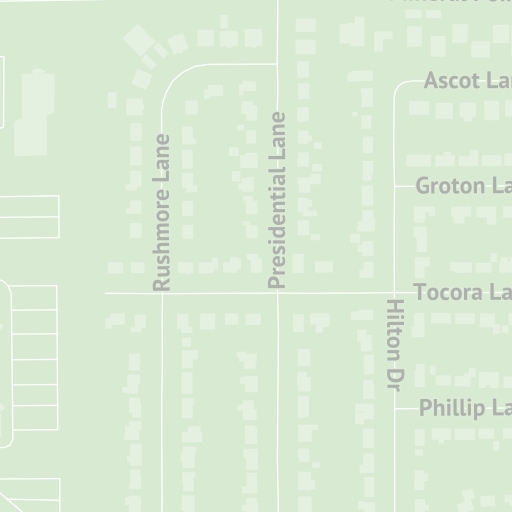 Ascot La
Rushmore Lane
Presidential Lane
Groton La
Tocora La
Hilton Dr
Phillip La